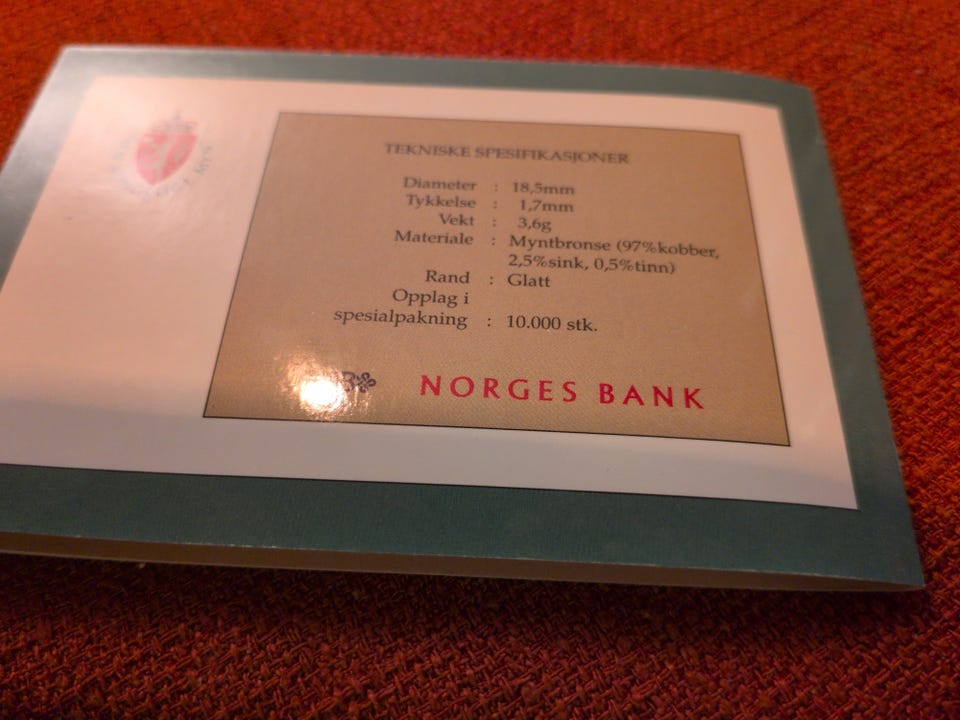 TEKNISKE SPESIFIKASJONER
Diameter : 18,5mm
Tykkelse : 1,7mm
Vekt : 3,6g
Materiale : Myntbronse (97%kobber,
2,5%sink, 0,5%tinn)
Rand : Glatt
Opplag i
spesialpakning : 10.000 stk.
NORGES BANK